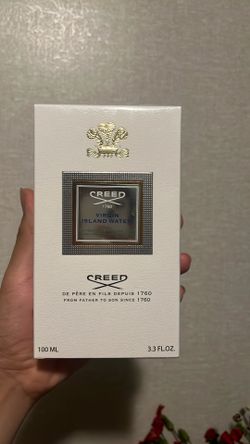 CREED
1760
VIRGIN
ISLAND WATER
CREED
DE PÈRE EN FILS DEPUIS 1760
FROM FATHER TO SON SINCE 1760
100 ML 3.3 FL.OZ.